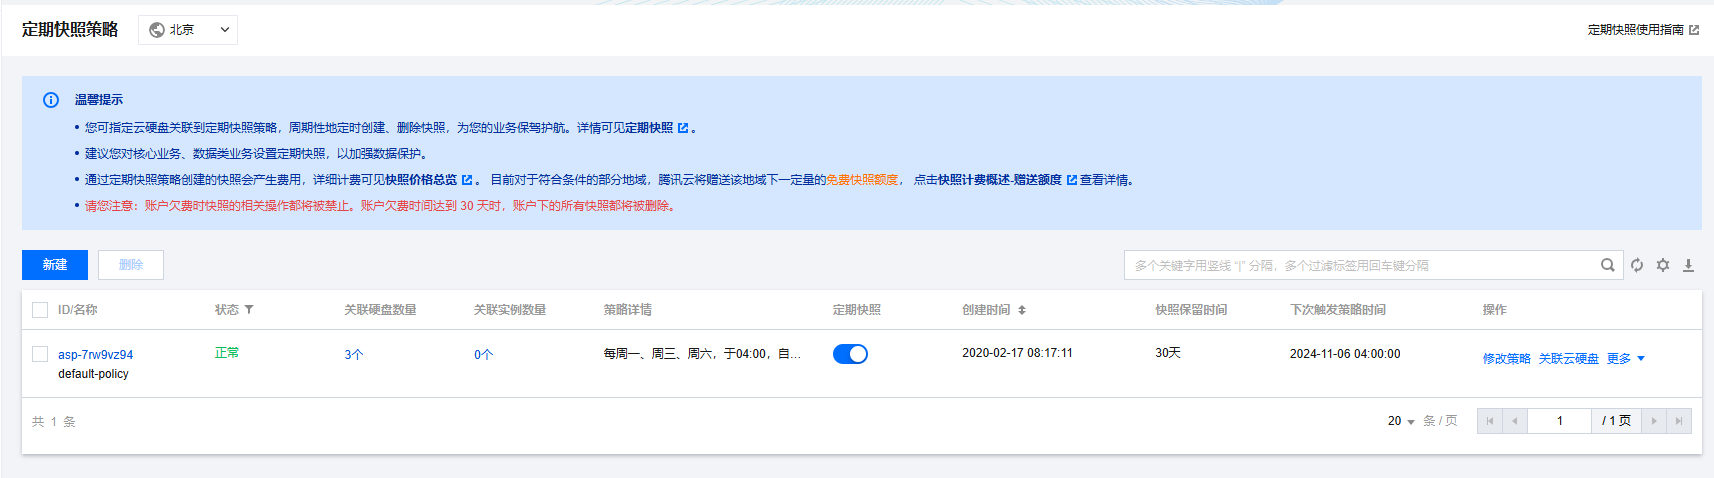 定期快照策略 北京 定期快照使用指南
温馨提示
• 您可指定云硬盘关联到定期快照策略，周期性地定时创建、删除快照，为您的业务保驾护航。详情可见定期快照 。
• 建议您对核心业务、数据类业务设置定期快照，以加强数据保护。
• 通过定期快照策略创建的快照会产生费用，详细计费可见快照价格总览 。 目前对于符合条件的部分地域，腾讯云将赠送该地域下一定量的免费快照额度， 点击快照计费概述-赠送额度 查看详情。
• 请您注意：账户欠费时快照的相关操作都将被禁止。账户欠费时间达到 30 天时，账户下的所有快照都将被删除。
新建 删除 多个关键字用竖线 “|” 分隔，多个过滤标签用回车键分隔
ID/名称 状态 关联硬盘数量 关联实例数量 策略详情 定期快照 创建时间 快照保留时间 下次触发策略时间 操作
asp-7rw9vz94 正常 3个 0个 每周一、周三、周六，于04:00，自... 2020-02-17 08:17:11 30天 2024-11-06 04:00:00 修改策略 关联云硬盘 更多
default-policy
共 1 条 20 条 / 页 1 / 1 页